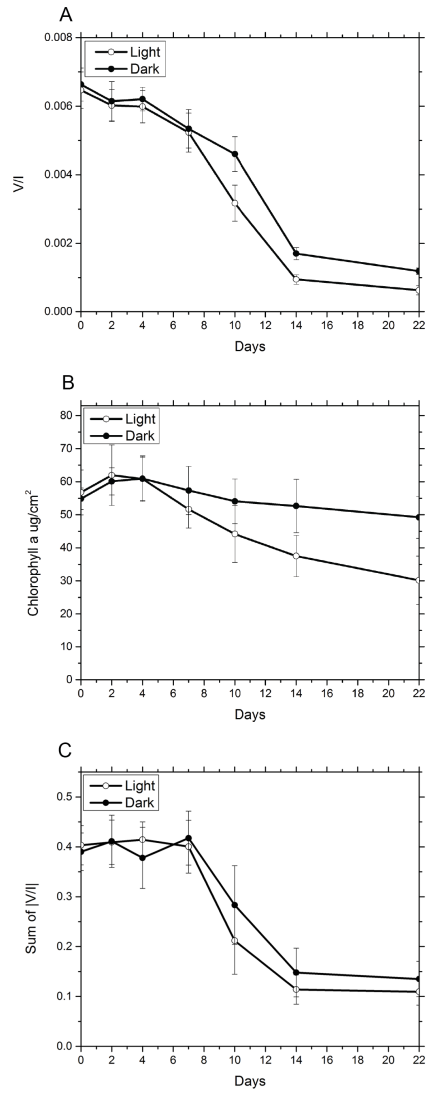 A
0.008
Light
Dark
0.006
V/I
0.004
0.002
0.000
0 2 4 6 8 10 12 14 16 18 20 22
Days
B
80
Light
Dark
70
60
50
Chlorophyll a ug/cm²
40
30
20
10
0
0 2 4 6 8 10 12 14 16 18 20 22
Days
C
Light
Dark
0.5
0.4
0.3
Sum of |V/I|
0.2
0.1
0.0
0 2 4 6 8 10 12 14 16 18 20 22
Days